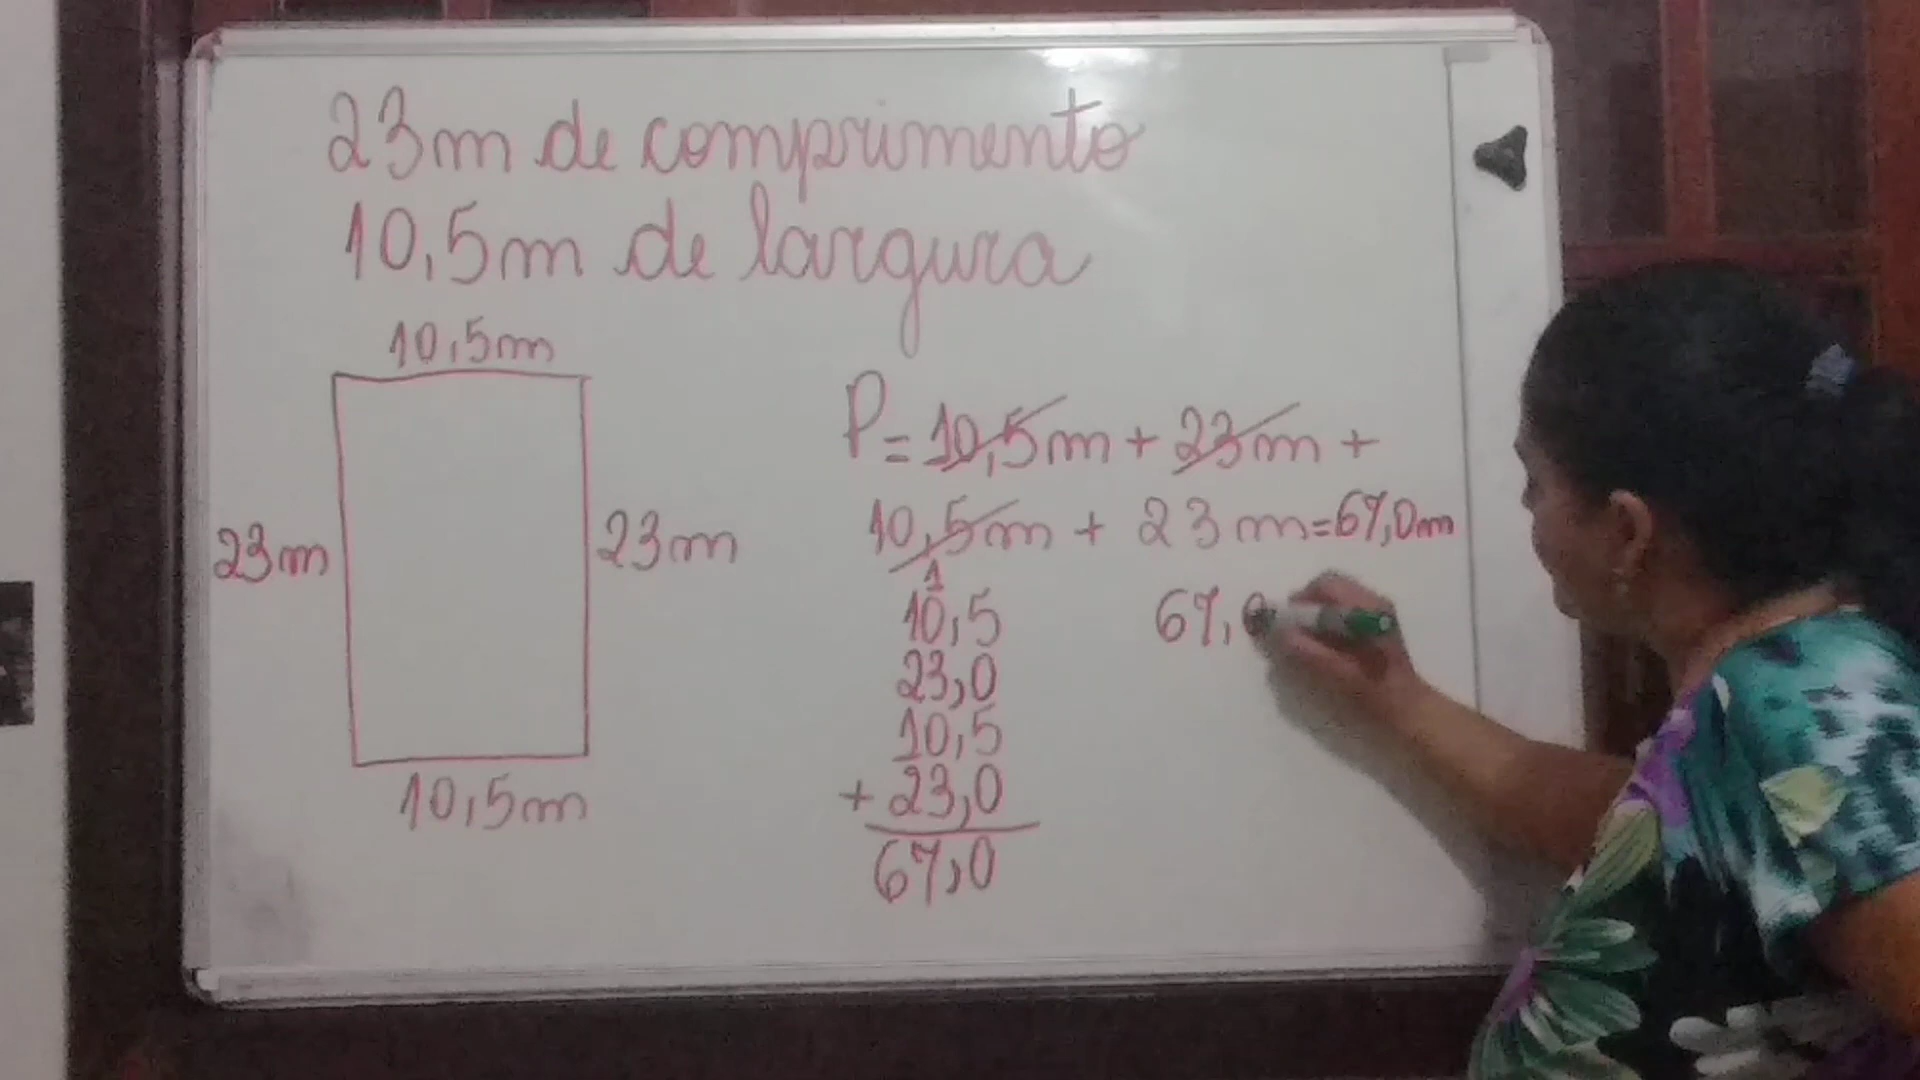 23m de comprimento
10,5m de largura
10,5m
23m
23m
10,5m
P=10,5m+23m+
10,5m+23m=67,0m
1
10,5
23,0
10,5
+23,0
67,0
67,0